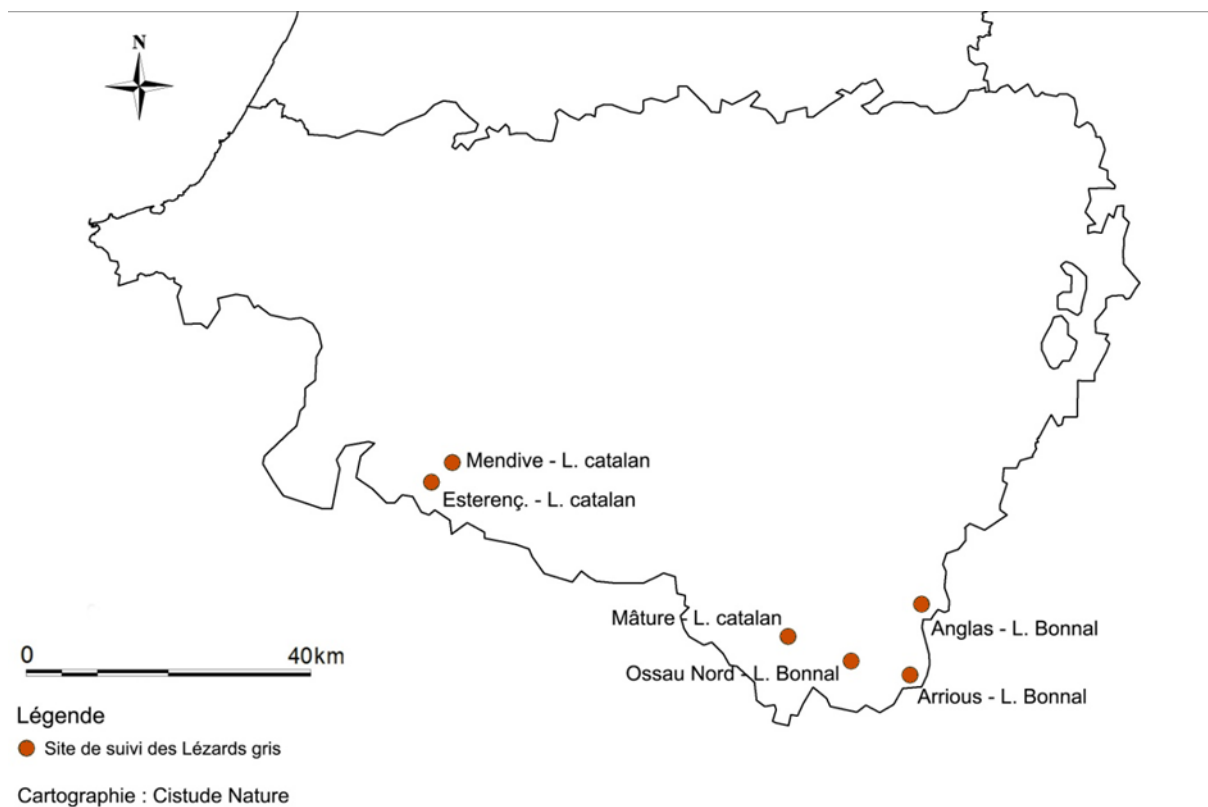 N
Mendive - L. catalan
Esterenç. - L. catalan
Mâture - L. catalan
Anglas - L. Bonnal
Ossau Nord - L. Bonnal
Arrious - L. Bonnal
0 40km
Légende
Site de suivi des Lézards gris
Cartographie : Cistude Nature